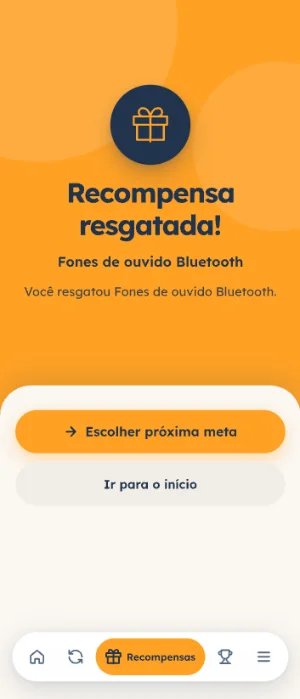 Recompensa
resgatada!
Fones de ouvido Bluetooth
Você resgatou Fones de ouvido Bluetooth.
Escolher próxima meta
Ir para o início
Recompensas